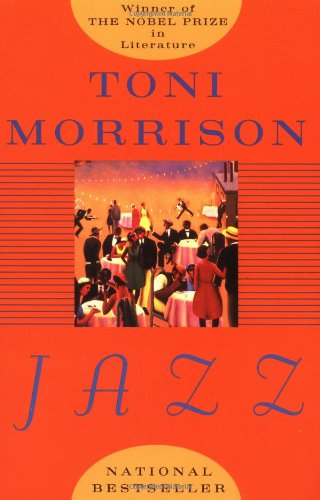 Winner of
THE NOBEL PRIZE
in
Literature
TONI
MORRISON
JAZZ
NATIONAL
BESTSELLER